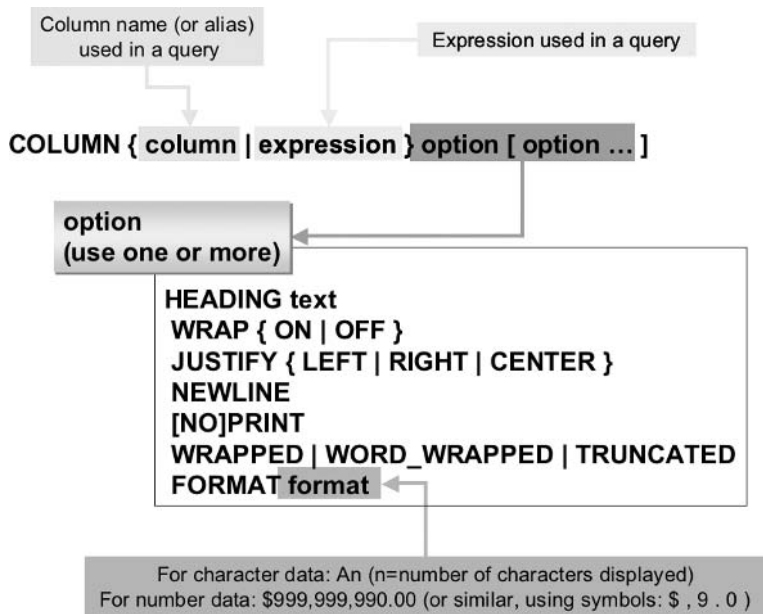 Column name (or alias)
used in a query
Expression used in a query
COLUMN { column | expression } option [ option … ]
option
(use one or more)
HEADING text
WRAP { ON | OFF }
JUSTIFY { LEFT | RIGHT | CENTER }
NEWLINE
[NO]PRINT
WRAPPED | WORD_WRAPPED | TRUNCATED
FORMAT format
For character data: An (n=number of characters displayed)
For number data: $999,999,990.00 (or similar, using symbols: $ , 9 . 0 )